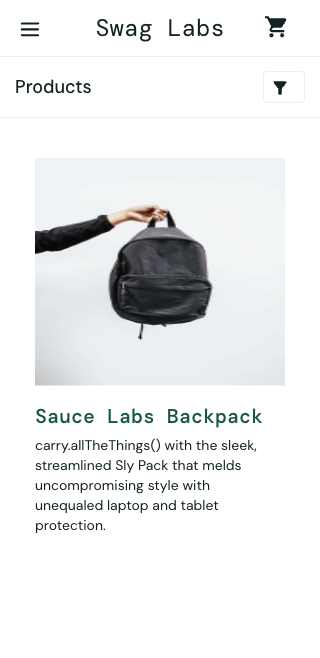 Swag Labs
Products
Sauce Labs Backpack
carry.allTheThings() with the sleek,
streamlined Sly Pack that melds
uncompromising style with
unequaled laptop and tablet
protection.